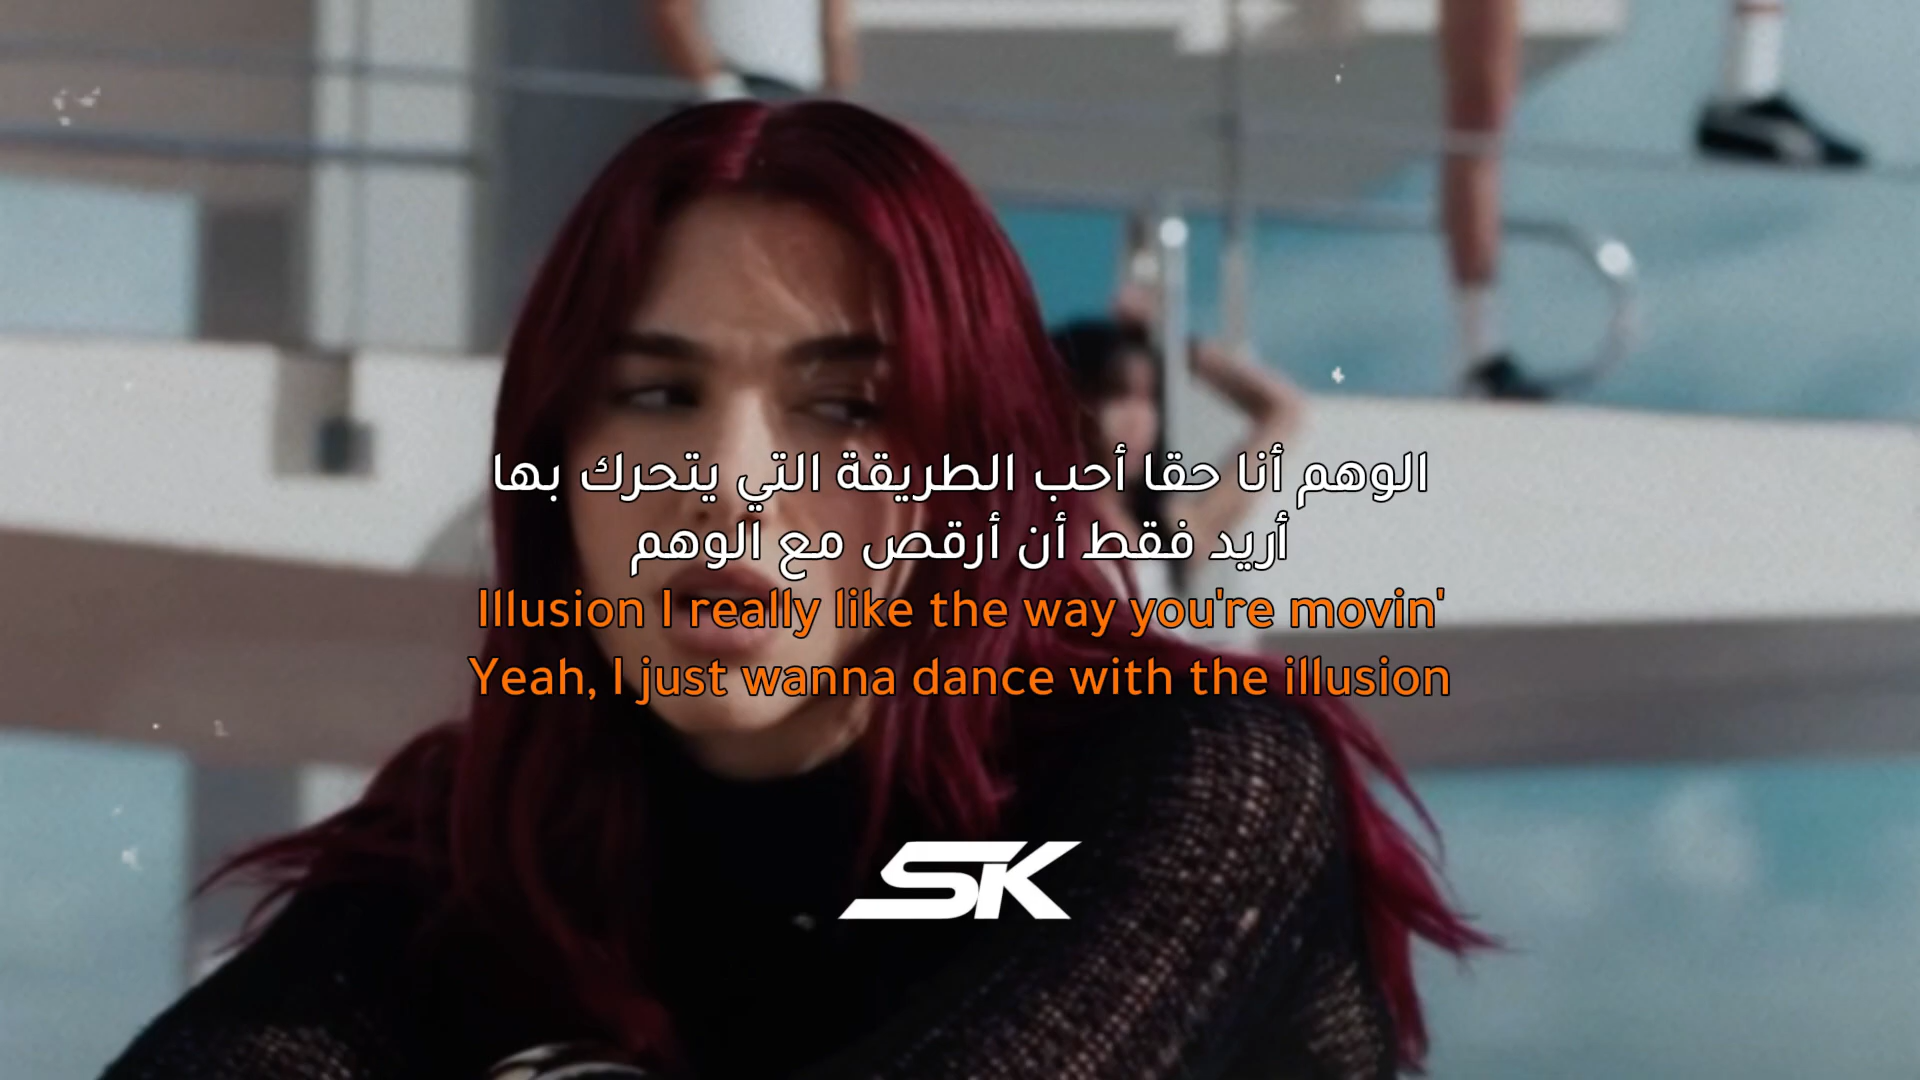 الوهم أنا حقا أحب الطريقة التي يتحرك بها
أريد فقط أن أرقص مع الوهم
Illusion I really like the way you're movin'
Yeah, I just wanna dance with the illusion
SK